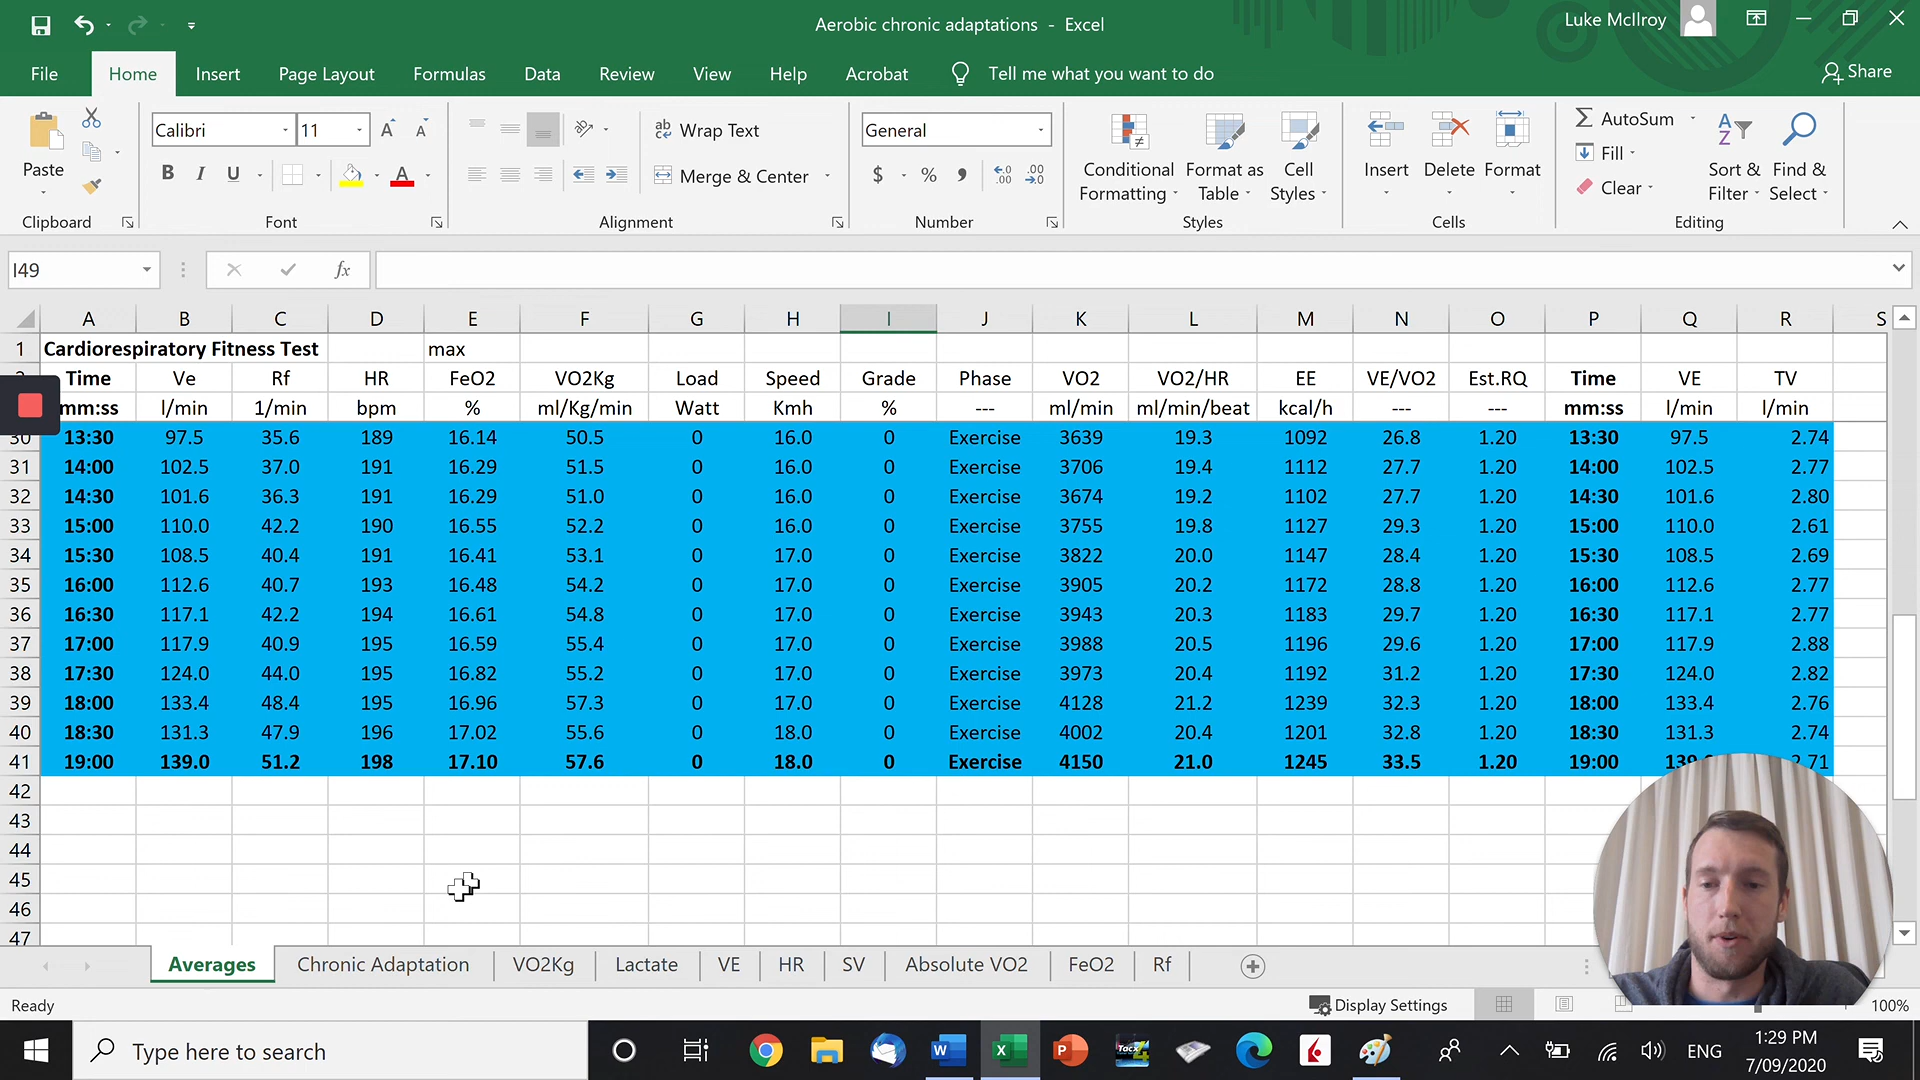 Aerobic chronic adaptations - Excel
Luke McIlroy
File Home Insert Page Layout Formulas Data Review View Help Acrobat Tell me what you want to do Share
Paste Clipboard
Calibri 11 B I U Font
Wrap Text Merge & Center Alignment
General $ % Number
Conditional Formatting Format as Table Cell Styles Styles
Insert Delete Format Cells
AutoSum Fill Clear Sort & Filter Find & Select Editing
I49 fx
A B C D E F G H I J K L M N O P Q R S
1 Cardiorespiratory Fitness Test max
Time Ve Rf HR FeO2 VO2Kg Load Speed Grade Phase VO2 VO2/HR EE VE/VO2 Est.RQ Time VE TV
mm:ss l/min 1/min bpm % ml/Kg/min Watt Kmh % --- ml/min ml/min/beat kcal/h --- --- mm:ss l/min l/min
30 13:30 97.5 35.6 189 16.14 50.5 0 16.0 0 Exercise 3639 19.3 1092 26.8 1.20 13:30 97.5 2.74
31 14:00 102.5 37.0 191 16.29 51.5 0 16.0 0 Exercise 3706 19.4 1112 27.7 1.20 14:00 102.5 2.77
32 14:30 101.6 36.3 191 16.29 51.0 0 16.0 0 Exercise 3674 19.2 1102 27.7 1.20 14:30 101.6 2.80
33 15:00 110.0 42.2 190 16.55 52.2 0 16.0 0 Exercise 3755 19.8 1127 29.3 1.20 15:00 110.0 2.61
34 15:30 108.5 40.4 191 16.41 53.1 0 17.0 0 Exercise 3822 20.0 1147 28.4 1.20 15:30 108.5 2.69
35 16:00 112.6 40.7 193 16.48 54.2 0 17.0 0 Exercise 3905 20.2 1172 28.8 1.20 16:00 112.6 2.77
36 16:30 117.1 42.2 194 16.61 54.8 0 17.0 0 Exercise 3943 20.3 1183 29.7 1.20 16:30 117.1 2.77
37 17:00 117.9 40.9 195 16.59 55.4 0 17.0 0 Exercise 3988 20.5 1196 29.6 1.20 17:00 117.9 2.88
38 17:30 124.0 44.0 195 16.82 55.2 0 17.0 0 Exercise 3973 20.4 1192 31.2 1.20 17:30 124.0 2.82
39 18:00 133.4 48.4 195 16.96 57.3 0 17.0 0 Exercise 4128 21.2 1239 32.3 1.20 18:00 133.4 2.76
40 18:30 131.3 47.9 196 17.02 55.6 0 18.0 0 Exercise 4002 20.4 1201 32.8 1.20 18:30 131.3 2.74
41 19:00 139.0 51.2 198 17.10 57.6 0 18.0 0 Exercise 4150 21.0 1245 33.5 1.20 19:00
42
43
44
45
46
47
Averages Chronic Adaptation VO2Kg Lactate VE HR SV Absolute VO2 FeO2 Rf
Ready Display Settings 100%
Type here to search ENG 1:29 PM
7/09/2020